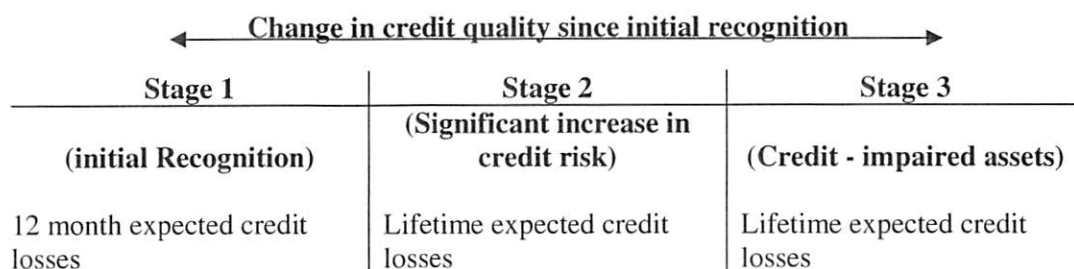 Change in credit quality since initial recognition
Stage 1
Stage 2
Stage 3
(initial Recognition)
(Significant increase in
credit risk)
(Credit - impaired assets)
12 month expected credit
losses
Lifetime expected credit
losses
Lifetime expected credit
losses